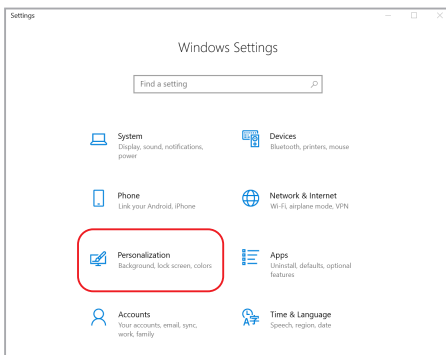 Settings
Windows Settings
Find a setting
System
Display, sound, notifications,
power
Devices
Bluetooth, printers, mouse
Phone
Link your Android, iPhone
Network & Internet
Wi-Fi, airplane mode, VPN
Personalization
Background, lock screen, colors
Apps
Uninstall, defaults, optional
features
Accounts
Your accounts, email, sync,
work, family
Time & Language
Speech, region, date